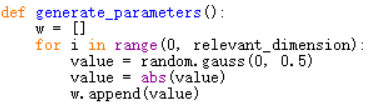 def generate_parameters():
    w = []
    for i in range(0, relevant_dimension):
        value = random.gauss(0, 0.5)
        value = abs(value)
        w.append(value)